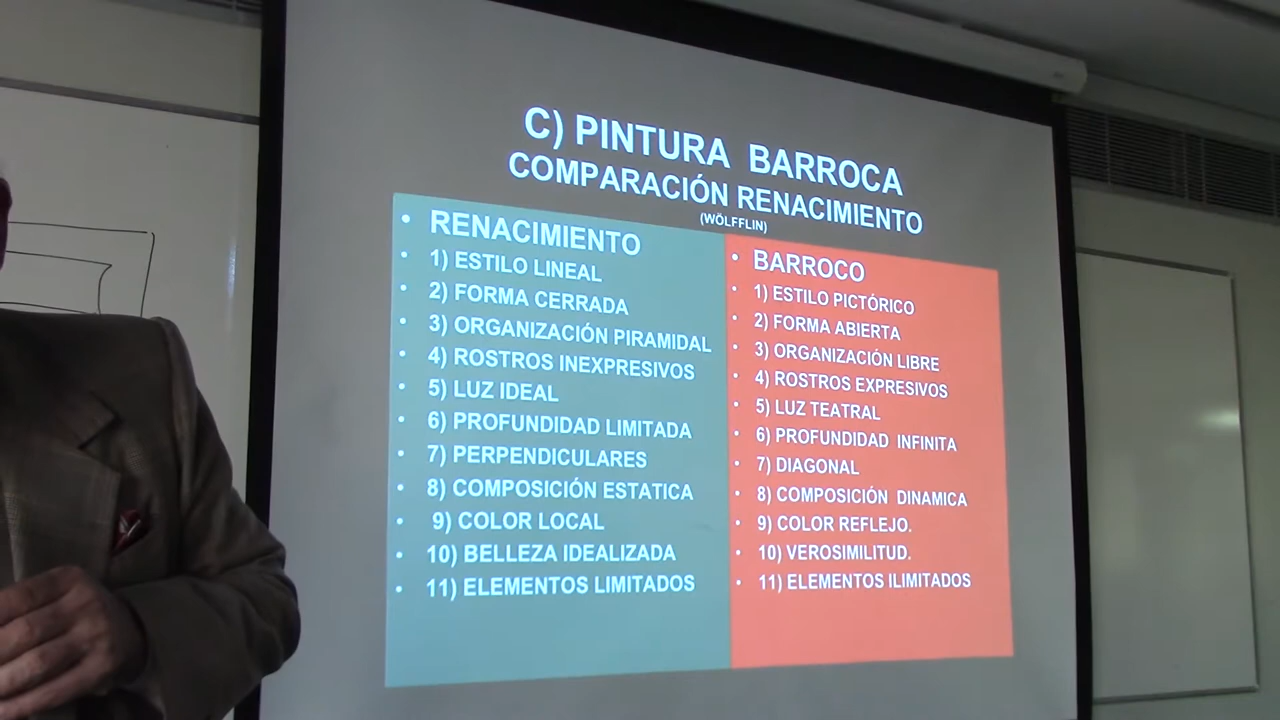 C) PINTURA BARROCA
COMPARACIÓN RENACIMIENTO
(WÖLFFLIN)
• RENACIMIENTO
• 1) ESTILO LINEAL
• 2) FORMA CERRADA
• 3) ORGANIZACIÓN PIRAMIDAL
• 4) ROSTROS INEXPRESIVOS
• 5) LUZ IDEAL
• 6) PROFUNDIDAD LIMITADA
• 7) PERPENDICULARES
• 8) COMPOSICIÓN ESTATICA
• 9) COLOR LOCAL
• 10) BELLEZA IDEALIZADA
• 11) ELEMENTOS LIMITADOS
• BARROCO
• 1) ESTILO PICTÓRICO
• 2) FORMA ABIERTA
• 3) ORGANIZACIÓN LIBRE
• 4) ROSTROS EXPRESIVOS
• 5) LUZ TEATRAL
• 6) PROFUNDIDAD INFINITA
• 7) DIAGONAL
• 8) COMPOSICIÓN DINAMICA
• 9) COLOR REFLEJO.
• 10) VEROSIMILITUD.
• 11) ELEMENTOS ILIMITADOS